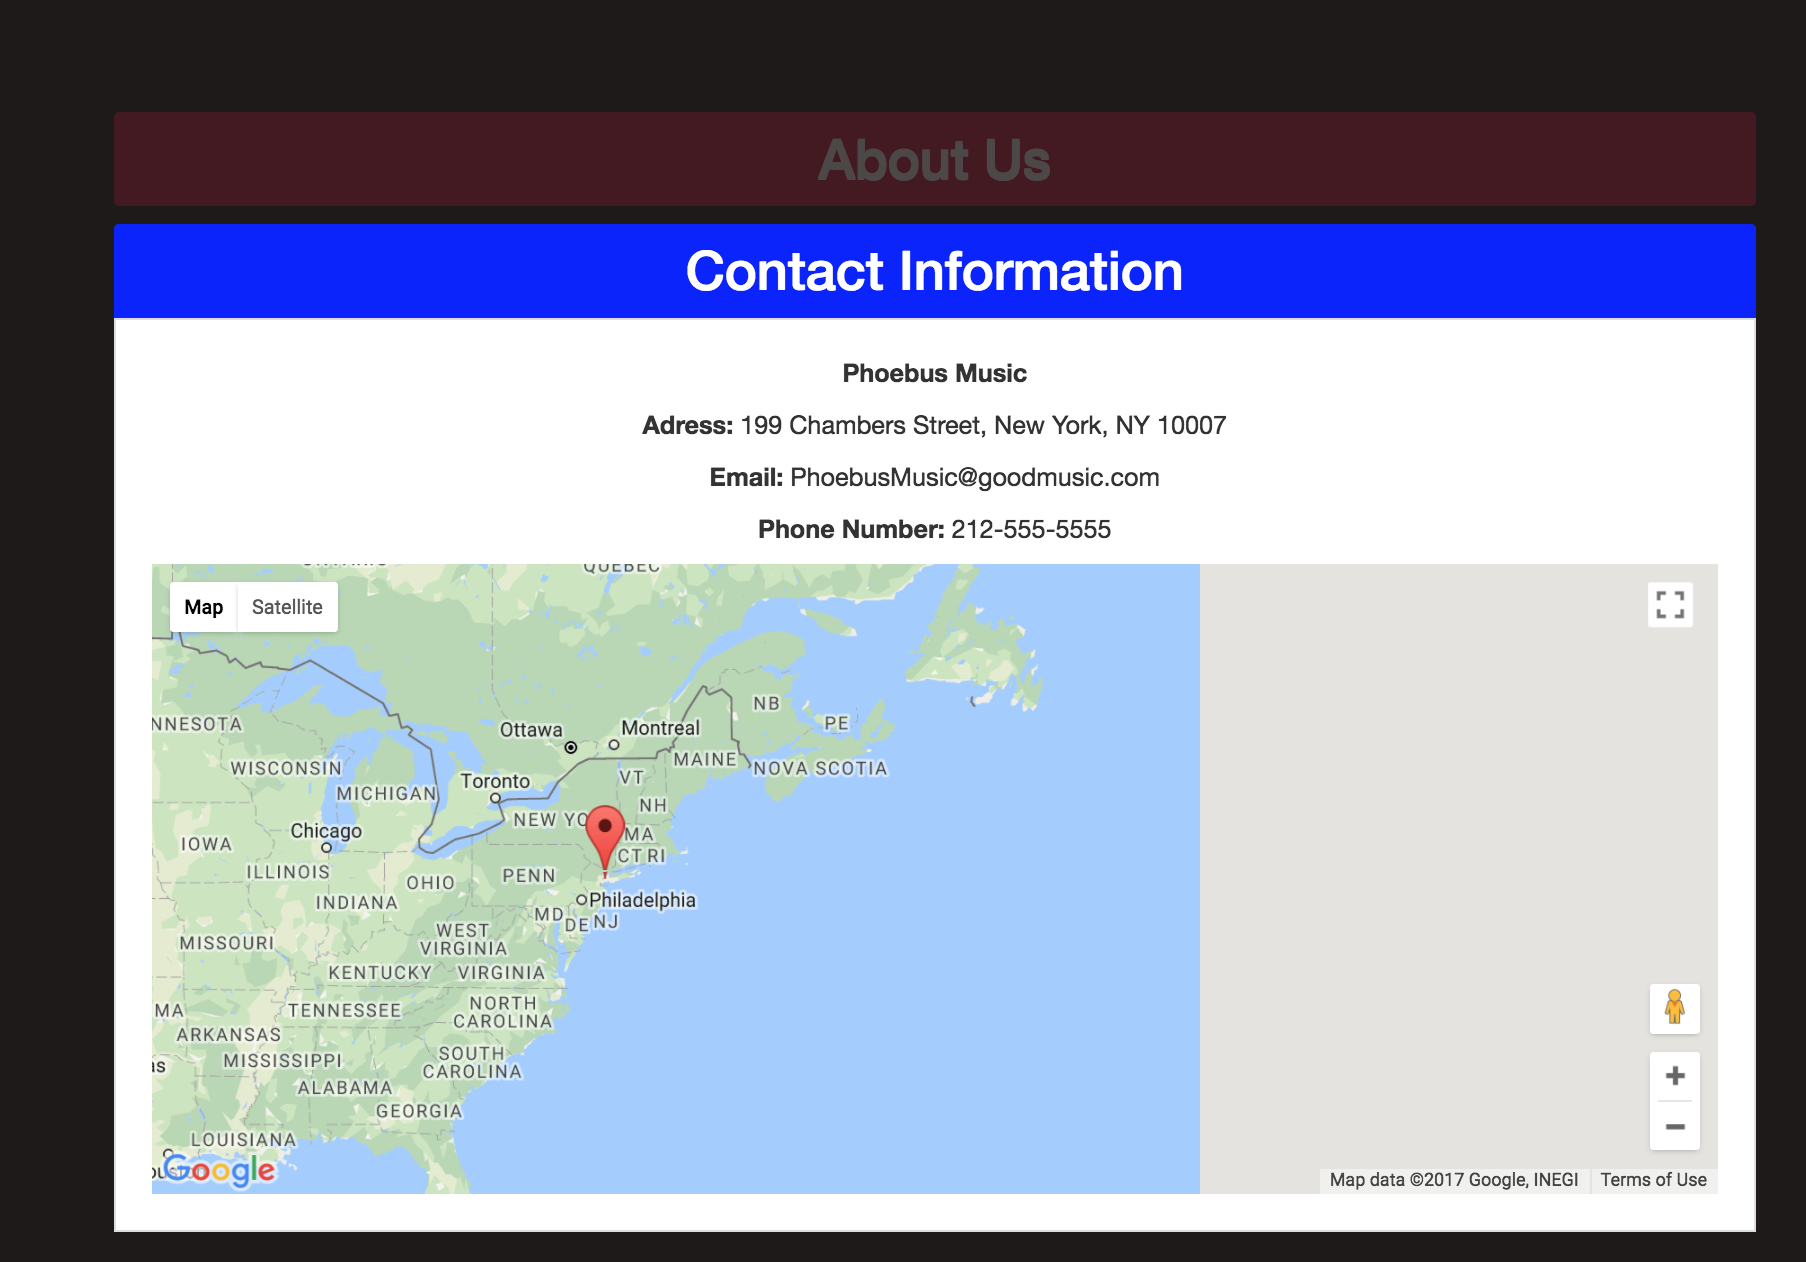 About Us
Contact Information
Phoebus Music
Adress: 199 Chambers Street, New York, NY 10007
Email: PhoebusMusic@goodmusic.com
Phone Number: 212-555-5555
QUEBEC
Map Satellite
NB
NNESOTA
PE
Ottawa
Montreal
MAINE
WISCONSIN
NOVA SCOTIA
VT
Toronto
MICHIGAN
NH
NEW YO
Chicago
MA
IOWA
CT RI
ILLINOIS
PENN
OHIO
Philadelphia
INDIANA
MD
DE NJ
WEST
VIRGINIA
MISSOURI
KENTUCKY
VIRGINIA
NORTH
CAROLINA
MA
TENNESSEE
ARKANSAS
SOUTH
CAROLINA
MISSISSIPPI
as
ALABAMA
GEORGIA
LOUISIANA
Google
Map data ©2017 Google, INEGI
Terms of Use